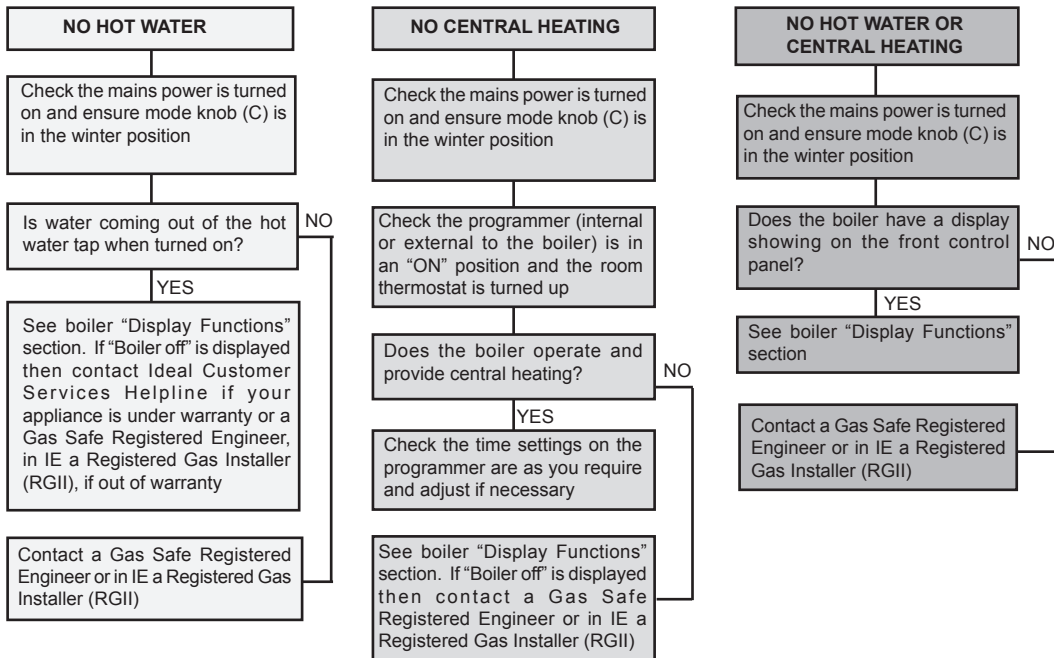 NO HOT WATER
Check the mains power is turned
on and ensure mode knob (C) is
in the winter position
Is water coming out of the hot
water tap when turned on?
NO
YES
See boiler “Display Functions”
section. If “Boiler off” is displayed
then contact Ideal Customer
Services Helpline if your
appliance is under warranty or a
Gas Safe Registered Engineer,
in IE a Registered Gas Installer
(RGII), if out of warranty
Contact a Gas Safe Registered
Engineer or in IE a Registered Gas
Installer (RGII)
NO CENTRAL HEATING
Check the mains power is turned
on and ensure mode knob (C) is
in the winter position
Check the programmer (internal
or external to the boiler) is in
an “ON” position and the room
thermostat is turned up
Does the boiler operate and
provide central heating?
NO
YES
Check the time settings on the
programmer are as you require
and adjust if necessary
See boiler “Display Functions”
section. If “Boiler off” is displayed
then contact a Gas Safe
Registered Engineer or in IE a
Registered Gas Installer (RGII)
NO HOT WATER OR
CENTRAL HEATING
Check the mains power is turned
on and ensure mode knob (C) is
in the winter position
Does the boiler have a display
showing on the front control
panel?
NO
YES
See boiler “Display Functions”
section
Contact a Gas Safe Registered
Engineer or in IE a Registered
Gas Installer (RGII)